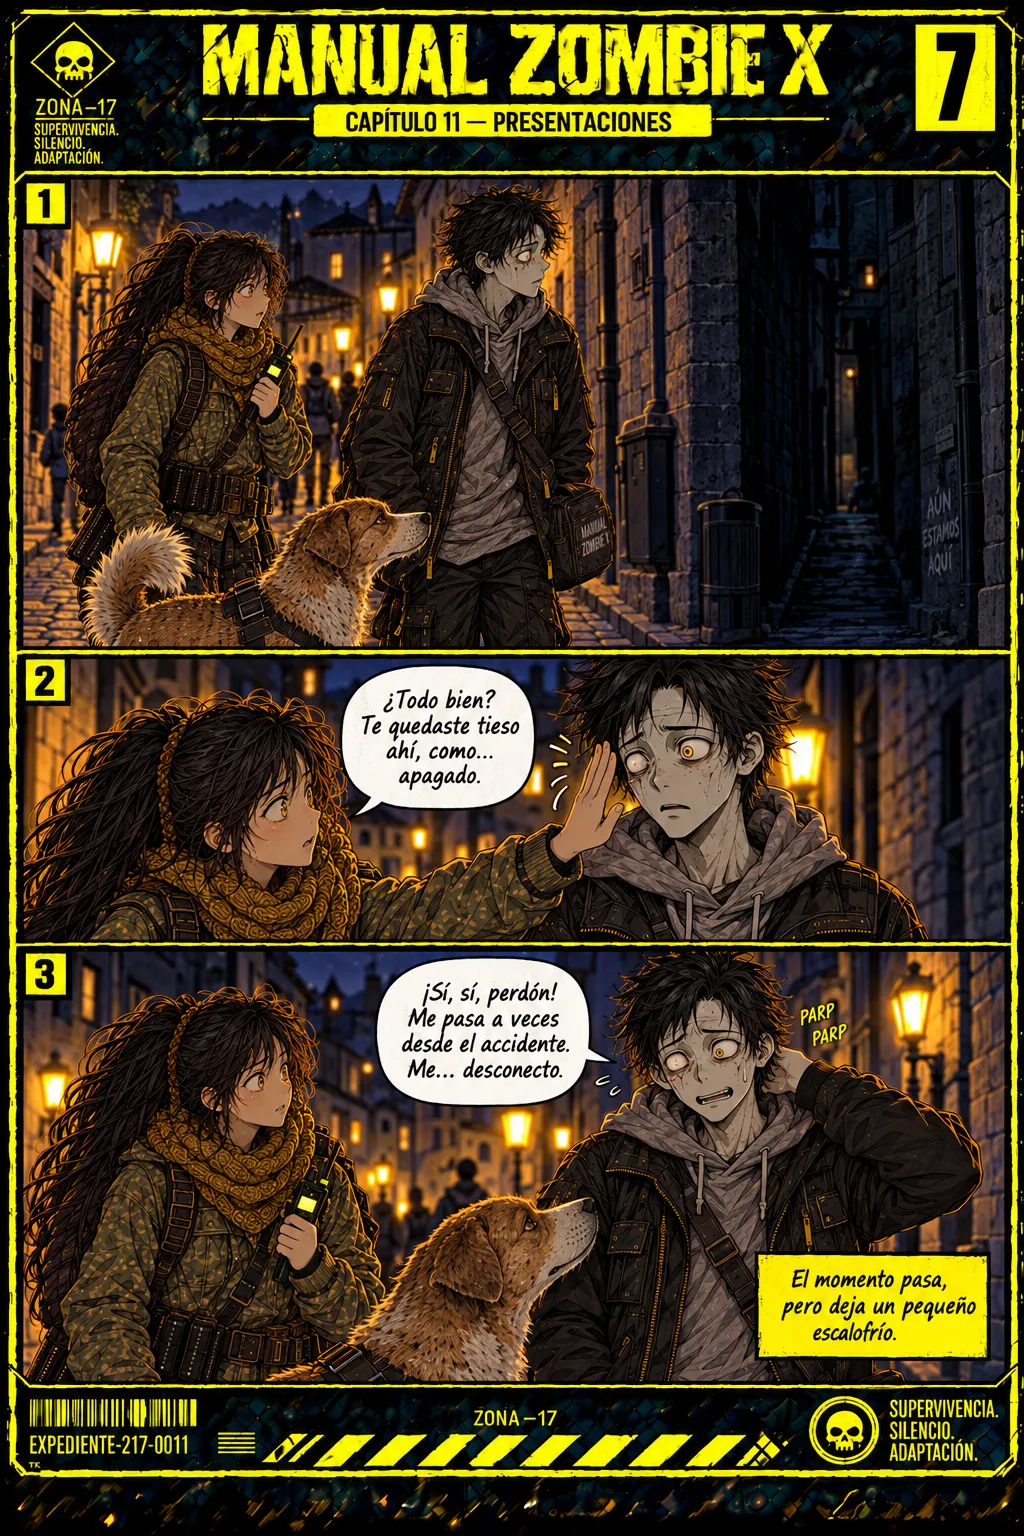 MANUAL ZOMBIE X
7
ZONA–17
SUPERVIVENCIA.
SILENCIO.
ADAPTACIÓN.
CAPÍTULO 11 — PRESENTACIONES
1
MANUAL
ZOMBIE X
AÚN
ESTAMOS
AQUÍ
2
¿Todo bien?
Te quedaste tieso
ahí, como...
apagado.
3
¡Sí, sí, perdón!
Me pasa a veces
desde el accidente.
Me... desconecto.
PARP
PARP
El momento pasa,
pero deja un pequeño
escalofrío.
EXPEDIENTE-217-0011
TK
ZONA–17
SUPERVIVENCIA.
SILENCIO.
ADAPTACIÓN.